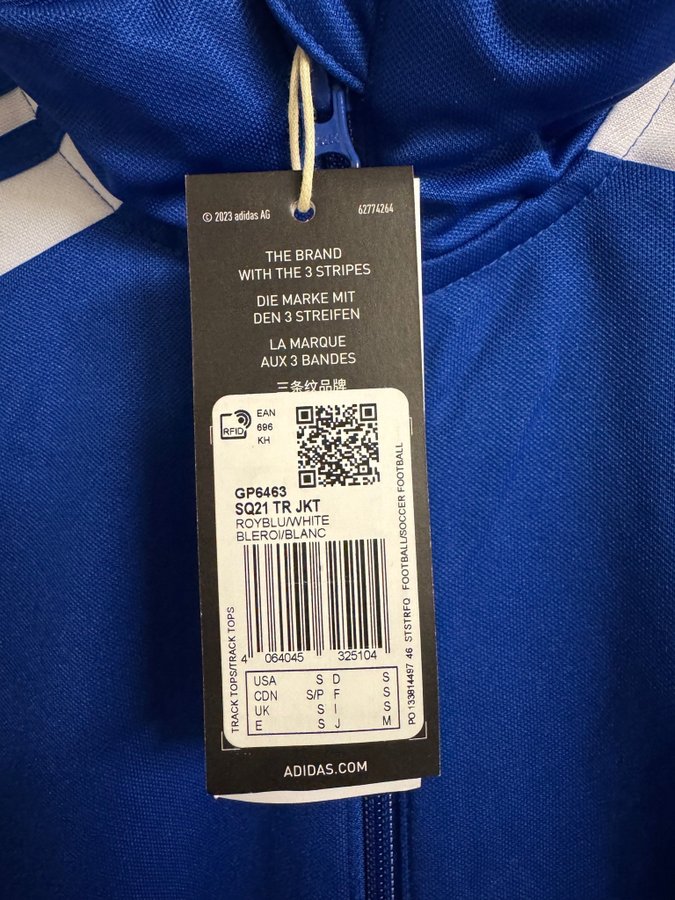 © 2023 adidas AG
62774264
THE BRAND
WITH THE 3 STRIPES
DIE MARKE MIT
DEN 3 STREIFEN
LA MARQUE
AUX 3 BANDES
三条纹品牌
RFID
EAN
696
KH
GP6463
SQ21 TR JKT
ROYBLU/WHITE
BLEROI/BLANC
4 064045 325104
USA S D S
CDN S/P F S
UK S I S
E S J M
TRACK TOPS/TRACK TOPS
PO 133814497 46 STSTRFQ FOOTBALL/SOCCER FOOTBALL
ADIDAS.COM